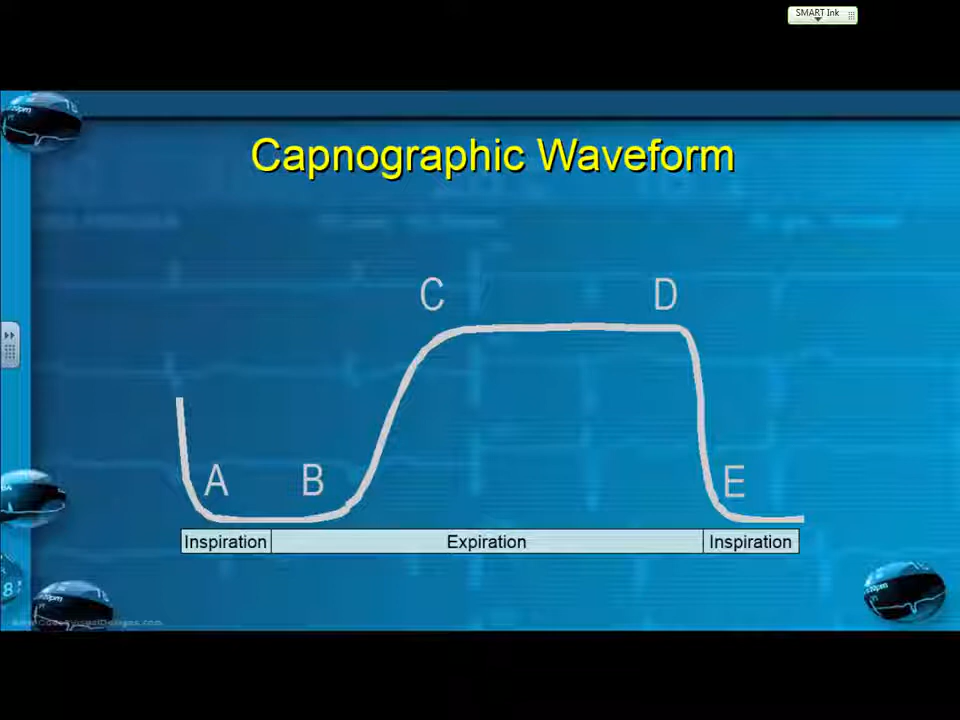 SMART Ink
Capnographic Waveform
C D
A B E
Inspiration Expiration Inspiration